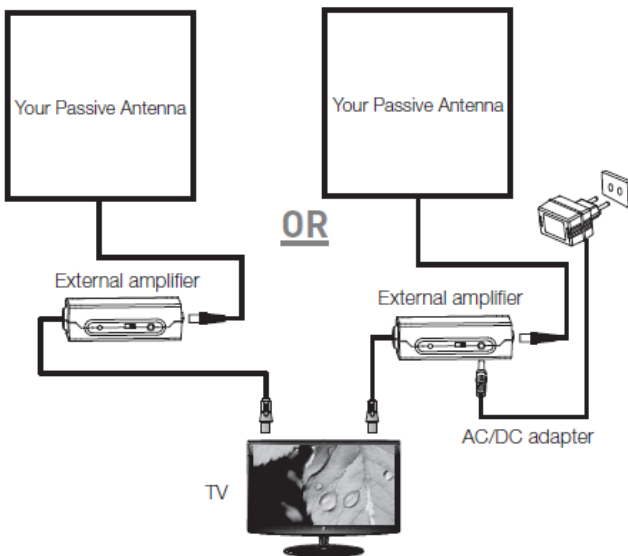 Your Passive Antenna
Your Passive Antenna
OR
External amplifier
External amplifier
AC/DC adapter
TV